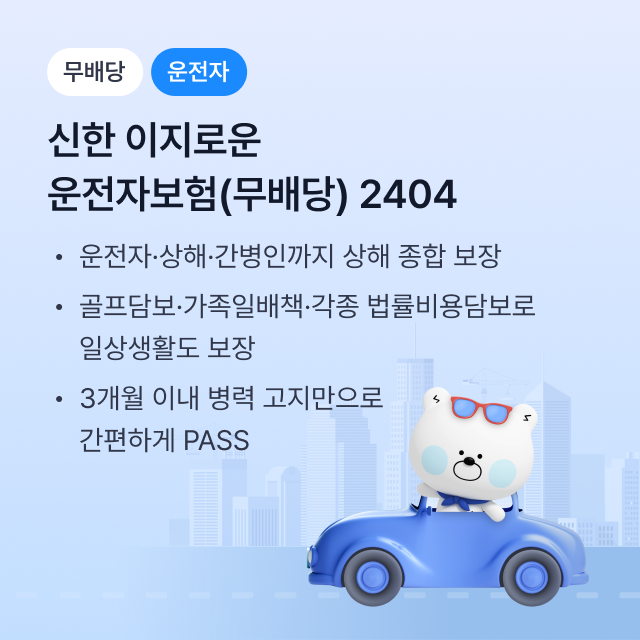 무배당 운전자
신한 이지로운
운전자보험(무배당) 2404
• 운전자·상해·간병인까지 상해 종합 보장
• 골프담보·가족일배책·각종 법률비용담보로
일상생활도 보장
• 3개월 이내 병력 고지만으로
간편하게 PASS